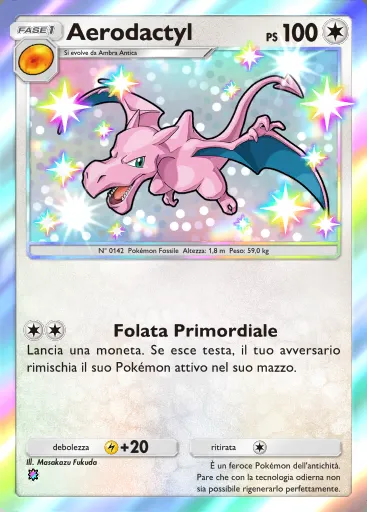 FASE 1 Aerodactyl PS 100
Si evolve da Ambra Antica
N° 0142 Pokémon Fossile Altezza: 1,8 m Peso: 59,0 kg
Folata Primordiale
Lancia una moneta. Se esce testa, il tuo avversario
rimischia il suo Pokémon attivo nel suo mazzo.
debolezza +20 ritirata
Ill. Masakazu Fukuda
È un feroce Pokémon dell'antichità.
Pare che con la tecnologia odierna non
sia possibile rigenerarlo perfettamente.